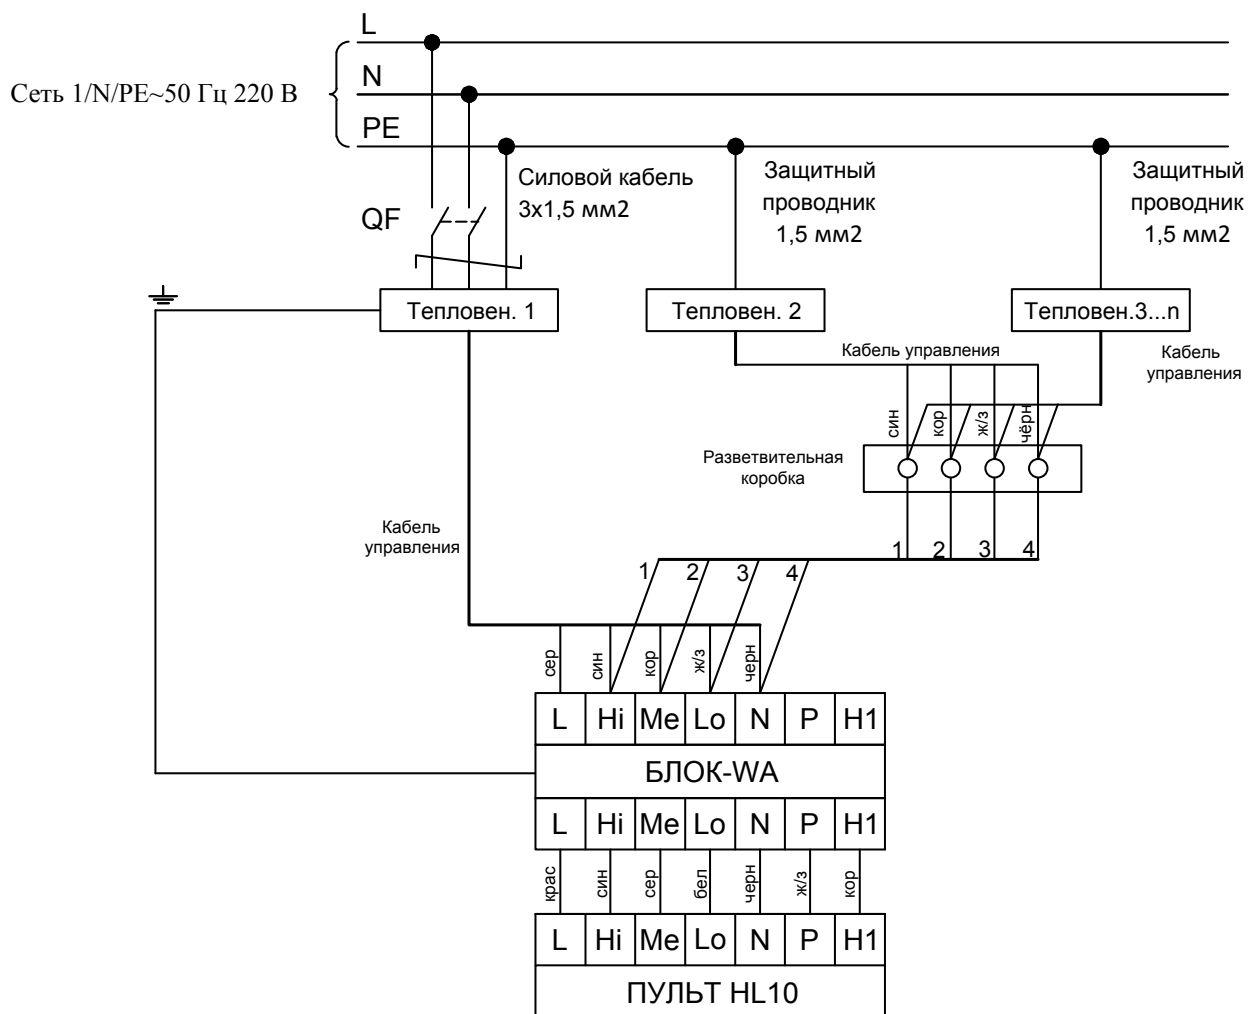 L
Сеть 1/N/PE~50 Гц 220 В
N
PE
Силовой кабель
3х1,5 мм2
Защитный
проводник
1,5 мм2
Защитный
проводник
1,5 мм2
QF
Тепловен. 1
Тепловен. 2
Тепловен.3...n
Кабель управления
Кабель
управления
син
кор
ж/з
чёрн
Разветвительная
коробка
Кабель
управления
1 2 3 4
1 2 3 4
сер
син
кор
ж/з
черн
L Hi Me Lo N P H1
БЛОК-WA
L Hi Me Lo N P H1
крас
син
сер
бел
черн
ж/з
кор
L Hi Me Lo N P H1
ПУЛЬТ HL10